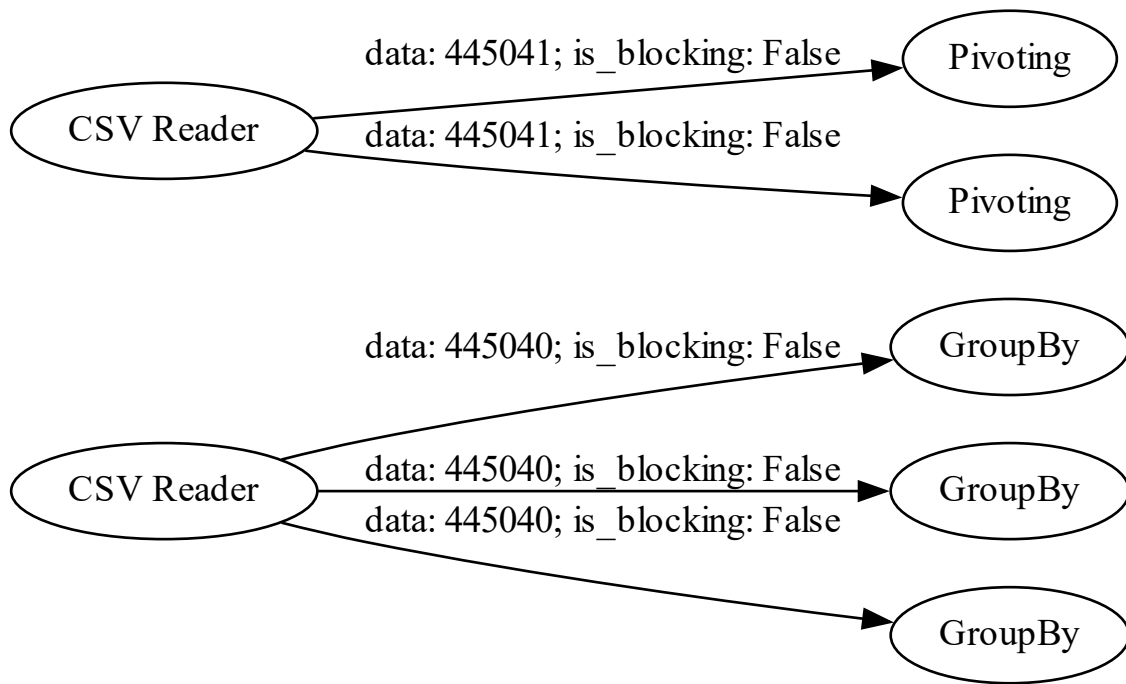 data: 445041; is_blocking: False
Pivoting
CSV Reader
data: 445041; is_blocking: False
Pivoting
data: 445040; is_blocking: False
GroupBy
CSV Reader
data: 445040; is_blocking: False
GroupBy
data: 445040; is_blocking: False
GroupBy